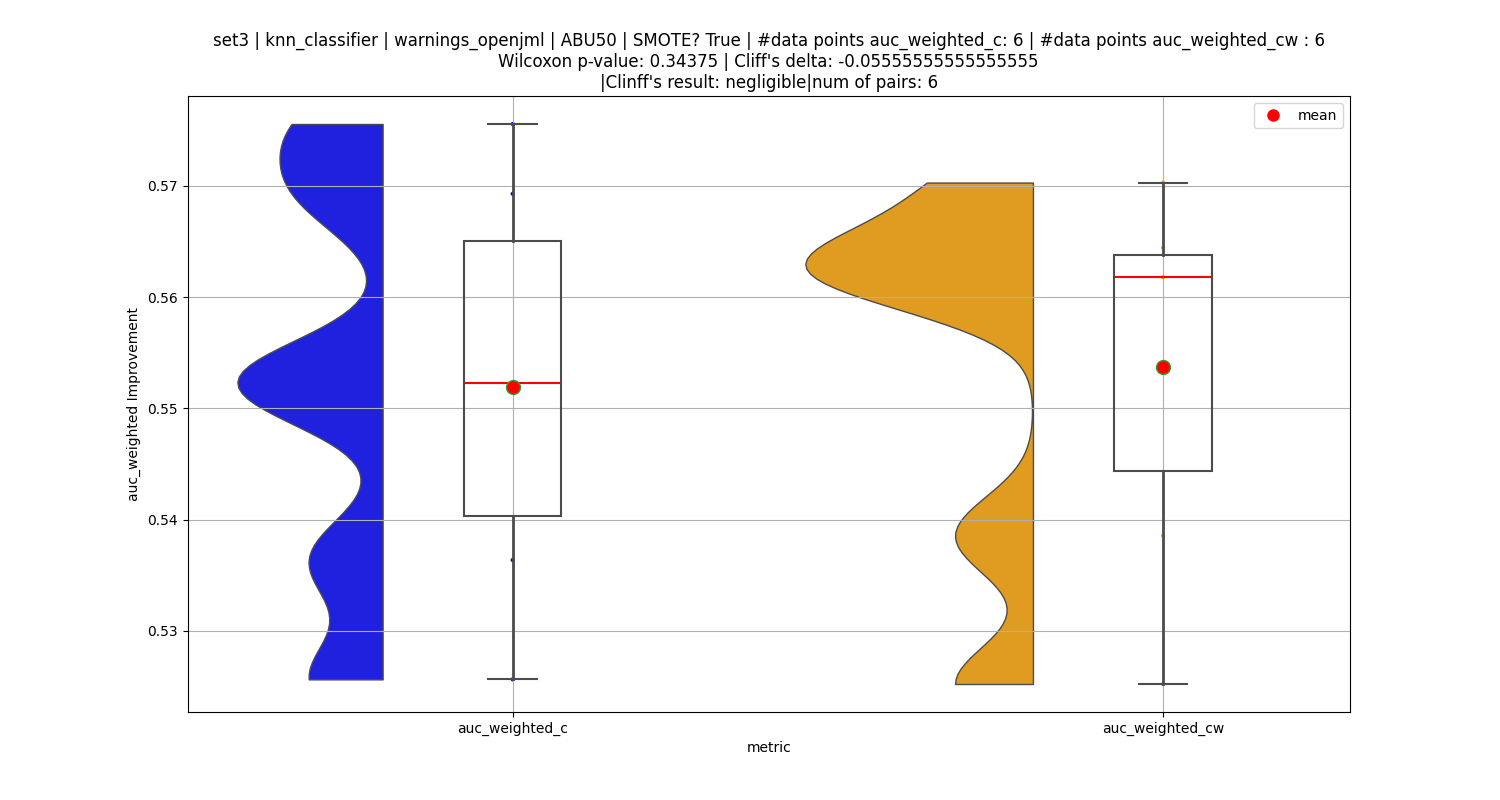 set3 | knn_classifier | warnings_openjml | ABU50 | SMOTE? True | #data points auc_weighted_c: 6 | #data points auc_weighted_cw : 6
Wilcoxon p-value: 0.34375 | Cliff's delta: -0.05555555555555555
|Clinff's result: negligible|num of pairs: 6
mean
0.57
0.56
0.55
0.54
0.53
auc_weighted Improvement
auc_weighted_c
auc_weighted_cw
metric